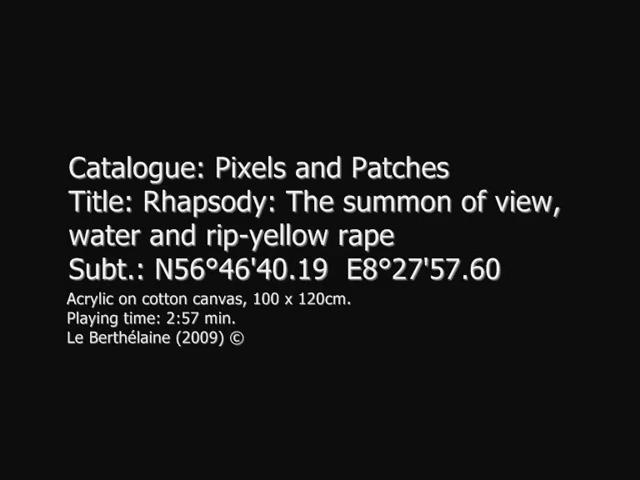 Catalogue: Pixels and Patches
Title: Rhapsody: The summon of view,
water and rip-yellow rape
Subt.: N56°46'40.19  E8°27'57.60
Acrylic on cotton canvas, 100 x 120cm.
Playing time: 2:57 min.
Le Berthélaine (2009) ©